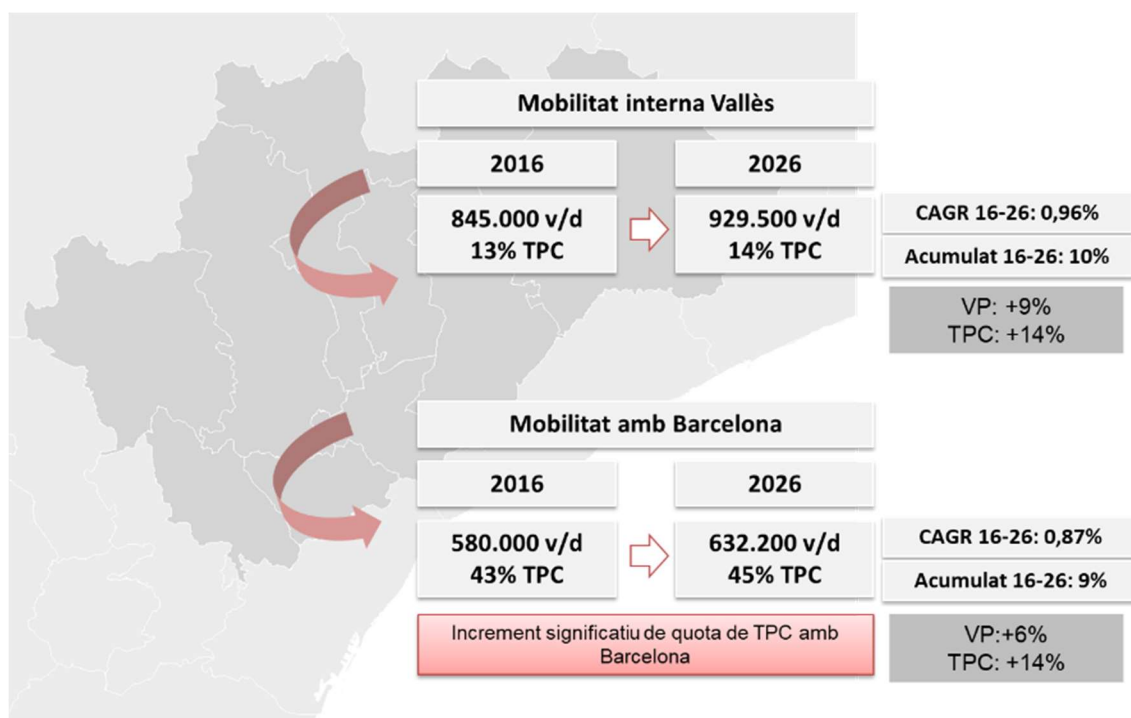 Mobilitat interna Vallès
2016
2026
845.000 v/d
13% TPC
929.500 v/d
14% TPC
CAGR 16-26: 0,96%
Acumulat 16-26: 10%
VP: +9%
TPC: +14%
Mobilitat amb Barcelona
2016
2026
580.000 v/d
43% TPC
632.200 v/d
45% TPC
CAGR 16-26: 0,87%
Acumulat 16-26: 9%
Increment significatiu de quota de TPC amb
Barcelona
VP:+6%
TPC: +14%